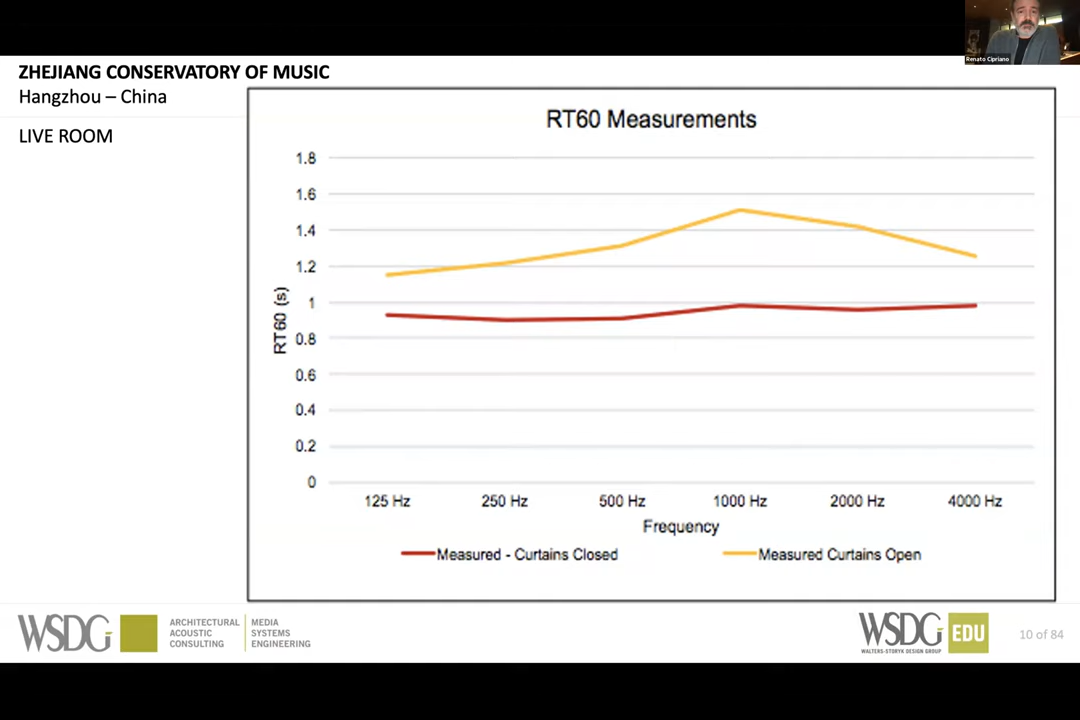 Renato Cipriano
ZHEJIANG CONSERVATORY OF MUSIC
Hangzhou – China
LIVE ROOM
RT60 Measurements
1.8
1.6
1.4
1.2
1
0.8
0.6
0.4
0.2
0
RT60 (s)
125 Hz 250 Hz 500 Hz 1000 Hz 2000 Hz 4000 Hz
Frequency
Measured - Curtains Closed Measured Curtains Open
WSDG
ARCHITECTURAL
ACOUSTIC
CONSULTING
MEDIA
SYSTEMS
ENGINEERING
WSDG EDU
WALTERS-STORYK DESIGN GROUP
10 of 84